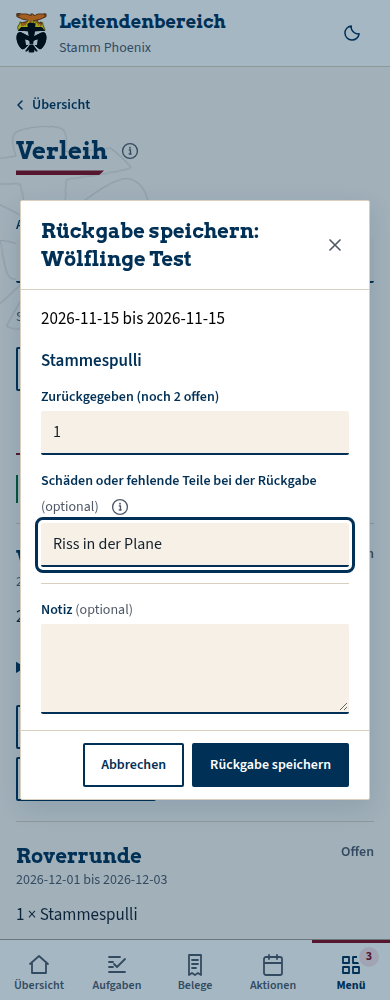 Leitendenbereich
Stamm Phoenix
Übersicht
Verleih
Rückgabe speichern:
Wölflinge Test
2026-11-15 bis 2026-11-15
Stammespulli
Zurückgegeben (noch 2 offen)
1
Schäden oder fehlende Teile bei der Rückgabe
(optional)
Riss in der Plane
Notiz (optional)
Abbrechen
Rückgabe speichern
Roverrunde
Offen
2026-12-01 bis 2026-12-03
1 × Stammespulli
3
Übersicht
Aufgaben
Belege
Aktionen
Menü